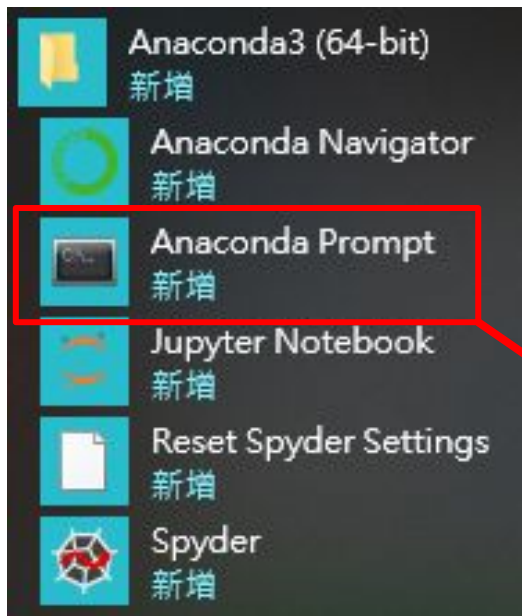 Anaconda3 (64-bit)
新增
Anaconda Navigator
新增
Anaconda Prompt
新增
Jupyter Notebook
新增
Reset Spyder Settings
新增
Spyder
新增